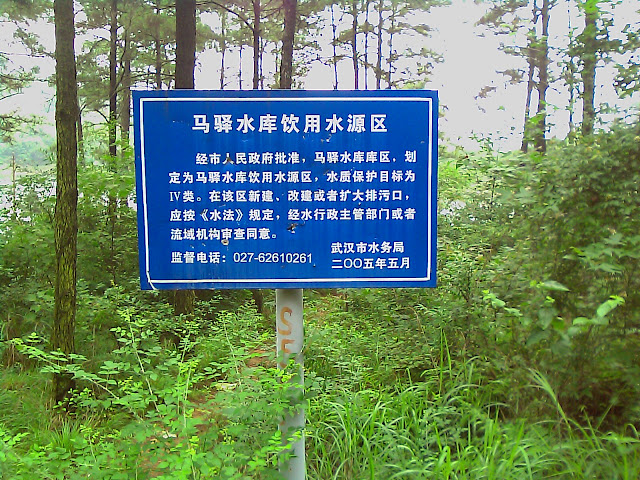 马驿水库饮用水源区
经市人民政府批准，马驿水库库区，划
定为马驿水库饮用水源区，水质保护目标为
IV类。在该区新建、改建或者扩大排污口，
应按《水法》规定，经水行政主管部门或者
流域机构审查同意。
监督电话：027-62610261
武汉市水务局
二〇〇五年五月